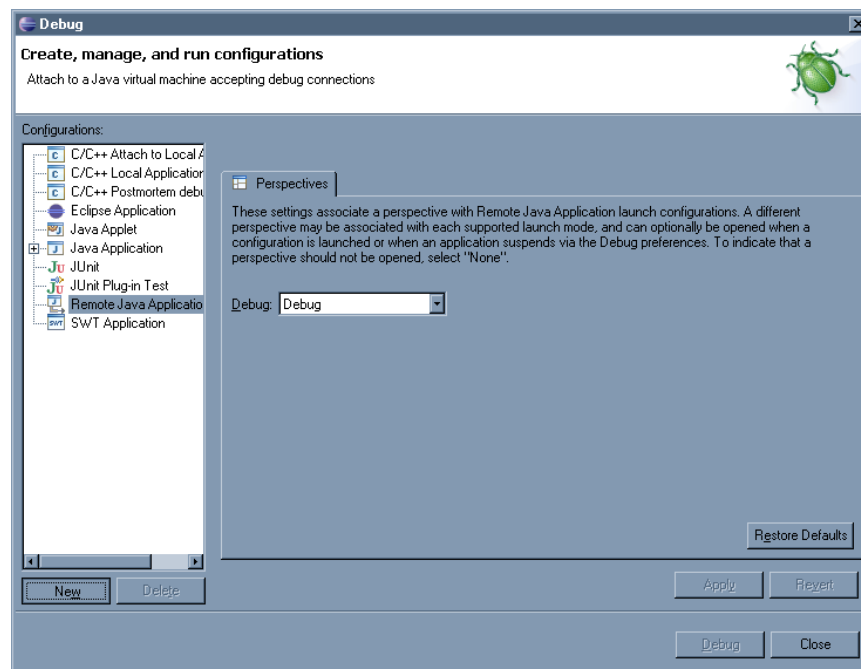 Debug
Create, manage, and run configurations
Attach to a Java virtual machine accepting debug connections
Configurations:
C/C++ Attach to Local A
C/C++ Local Application
C/C++ Postmortem debu
Eclipse Application
Java Applet
Java Application
JUnit
JUnit Plug-in Test
Remote Java Applicatio
SWT Application
Perspectives
These settings associate a perspective with Remote Java Application launch configurations. A different
perspective may be associated with each supported launch mode, and can optionally be opened when a
configuration is launched or when an application suspends via the Debug preferences. To indicate that a
perspective should not be opened, select "None".
Debug: Debug
Restore Defaults
New Delete
Apply Revert
Debug Close